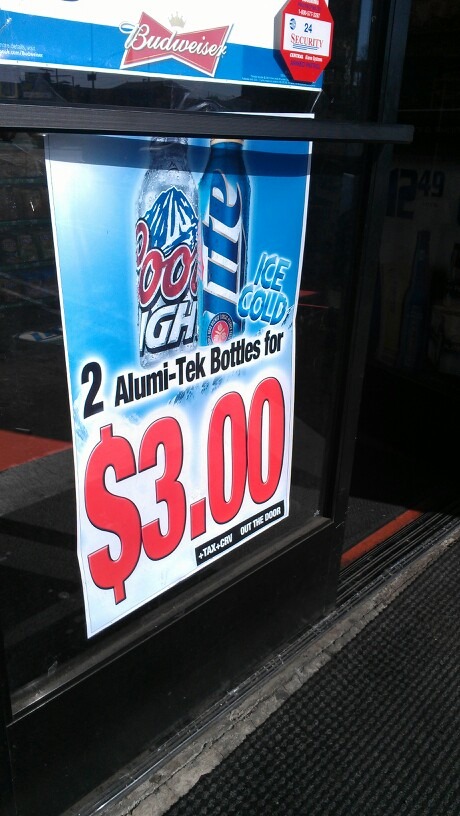 Budweiser
24
SECURITY
12 49
Coors
LIGHT
Lite
ICE
COLD
2 Alumi-Tek Bottles for
$3.00
+TAX+CRV OUT THE DOOR